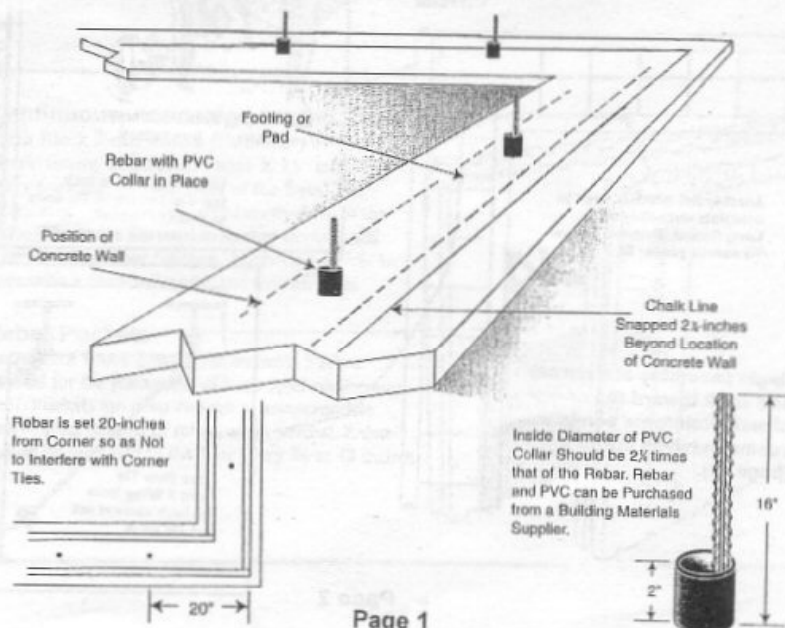 Footing or
Pad
Rebar with PVC
Collar in Place
Position of
Concrete Wall
Chalk Line
Snapped 2½-inches
Beyond Location
of Concrete Wall
Rebar is set 20-inches
from Corner so as Not
to Interfere with Corner
Ties.
Inside Diameter of PVC
Collar Should be times
that of the Rebar. Rebar
and PVC can be Purchased
from a Building Materials
Supplier.
16"
2"
20"
Page 1